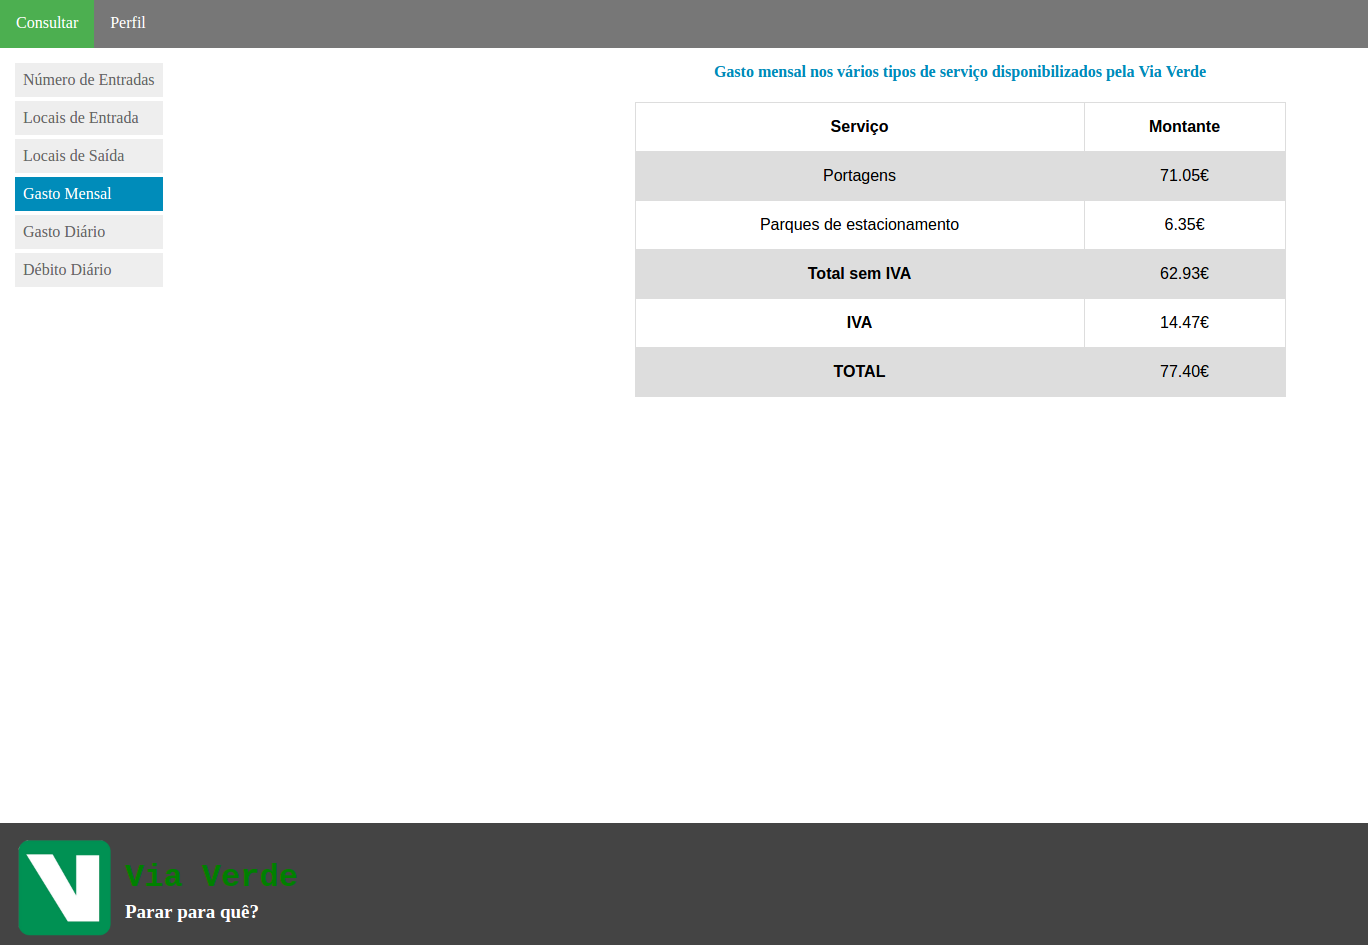 Consultar Perfil
Número de Entradas
Locais de Entrada
Locais de Saída
Gasto Mensal
Gasto Diário
Débito Diário
Gasto mensal nos vários tipos de serviço disponibilizados pela Via Verde
Serviço Montante
Portagens 71.05€
Parques de estacionamento 6.35€
Total sem IVA 62.93€
IVA 14.47€
TOTAL 77.40€
Via Verde
Parar para quê?